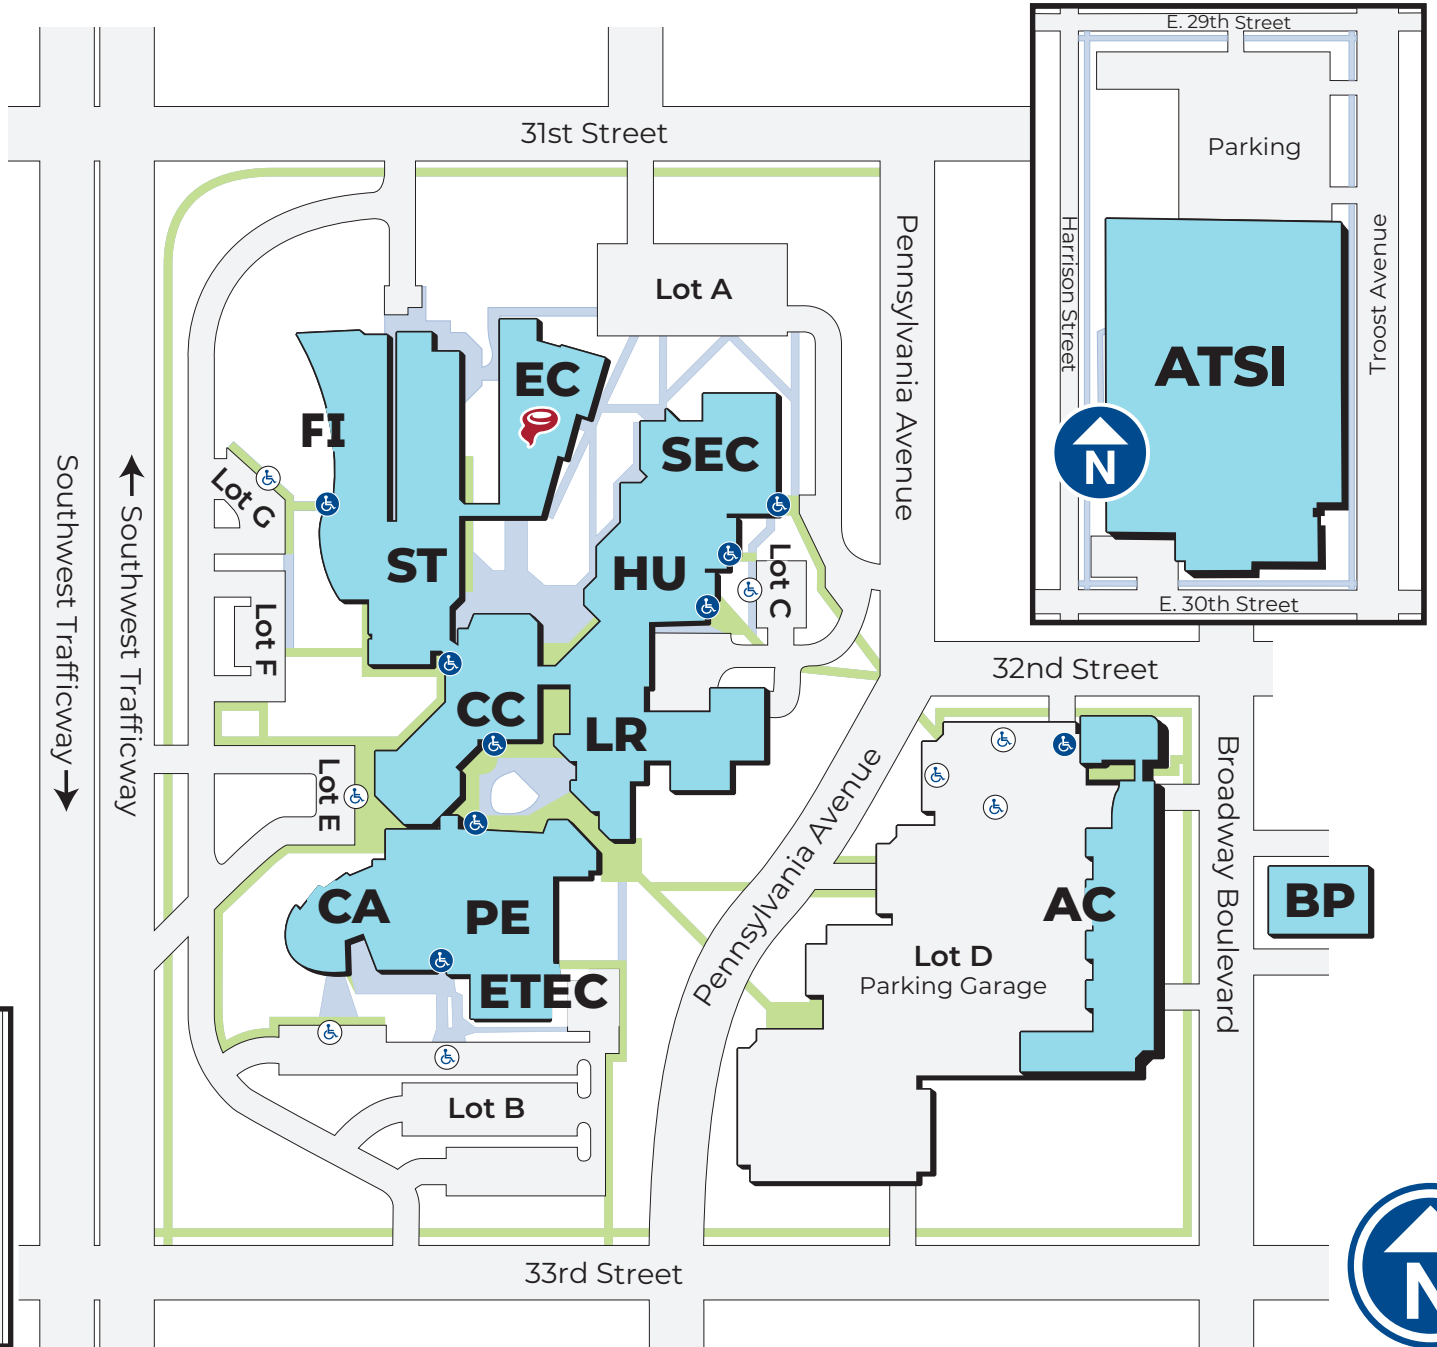 E. 29th Street
31st Street
Parking
Harrison Street
Troost Avenue
Pennsylvania Avenue
Lot A
EC
ATSI
FI
SEC
N
Lot G
Southwest Trafficway
Southwest Trafficway
ST
HU
Lot C
E. 30th Street
Lot F
32nd Street
CC
LR
Lot E
Pennsylvania Avenue
Broadway Boulevard
CA
PE
AC
BP
Lot D
Parking Garage
ETEC
Lot B
33rd Street
N